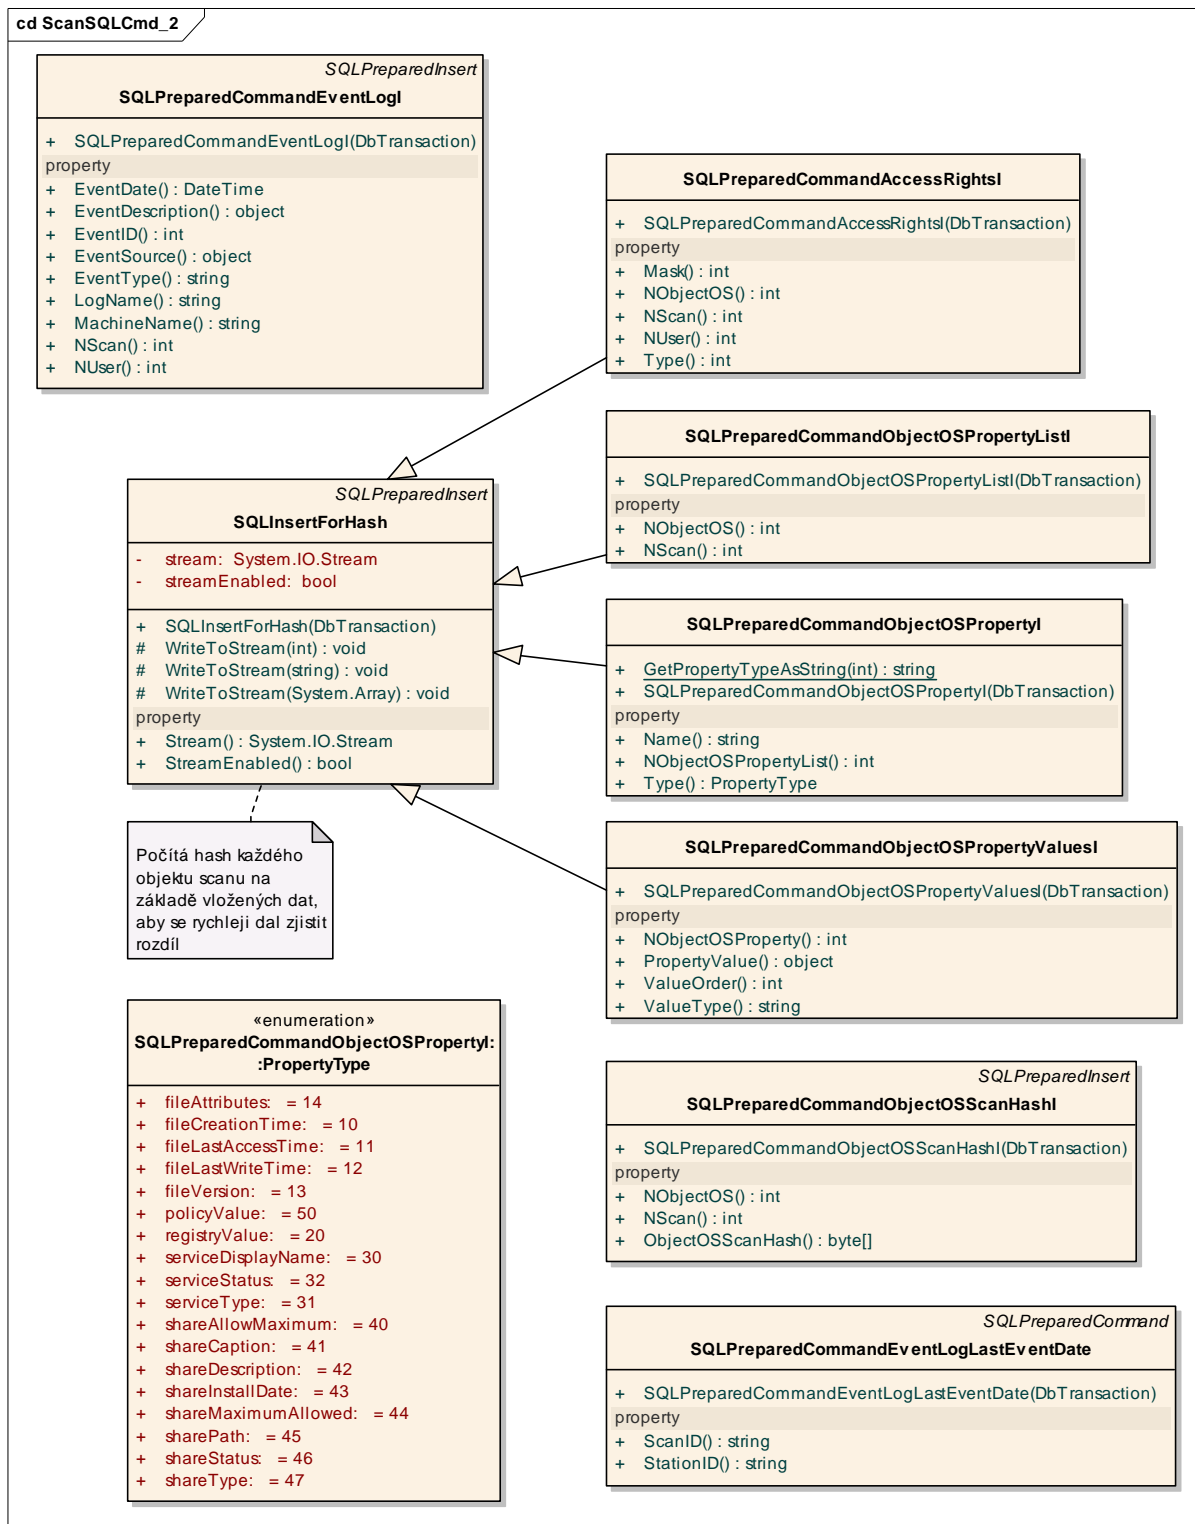 cd ScanSQLCmd_2
SQLPreparedInsert
SQLPreparedCommandEventLogI
+ SQLPreparedCommandEventLogI(DbTransaction)
property
+ EventDate() : DateTime
+ EventDescription() : object
+ EventID() : int
+ EventSource() : object
+ EventType() : string
+ LogName() : string
+ MachineName() : string
+ NScan() : int
+ NUser() : int
SQLPreparedCommandAccessRightsI
+ SQLPreparedCommandAccessRightsI(DbTransaction)
property
+ Mask() : int
+ NObjectOS() : int
+ NScan() : int
+ NUser() : int
+ Type() : int
SQLPreparedCommandObjectOSPropertyListI
+ SQLPreparedCommandObjectOSPropertyListI(DbTransaction)
property
+ NObjectOS() : int
+ NScan() : int
SQLPreparedInsert
SQLInsertForHash
- stream: System.IO.Stream
- streamEnabled: bool
+ SQLInsertForHash(DbTransaction)
# WriteToStream(int) : void
# WriteToStream(string) : void
# WriteToStream(System.Array) : void
property
+ Stream() : System.IO.Stream
+ StreamEnabled() : bool
SQLPreparedCommandObjectOSPropertyI
+ GetPropertyTypeAsString(int) : string
+ SQLPreparedCommandObjectOSPropertyI(DbTransaction)
property
+ Name() : string
+ NObjectOSPropertyList() : int
+ Type() : PropertyType
Počítá hash každého
objektu scanu na
základě vložených dat,
aby se rychleji dal zjistit
rozdíl
SQLPreparedCommandObjectOSPropertyValuesI
+ SQLPreparedCommandObjectOSPropertyValuesI(DbTransaction)
property
+ NObjectOSProperty() : int
+ PropertyValue() : object
+ ValueOrder() : int
+ ValueType() : string
«enumeration»
SQLPreparedCommandObjectOSPropertyI:
:PropertyType
+ fileAttributes: = 14
+ fileCreationTime: = 10
+ fileLastAccessTime: = 11
+ fileLastWriteTime: = 12
+ fileVersion: = 13
+ policyValue: = 50
+ registryValue: = 20
+ serviceDisplayName: = 30
+ serviceStatus: = 32
+ serviceType: = 31
+ shareAllowMaximum: = 40
+ shareCaption: = 41
+ shareDescription: = 42
+ shareInstallDate: = 43
+ shareMaximumAllowed: = 44
+ sharePath: = 45
+ shareStatus: = 46
+ shareType: = 47
SQLPreparedInsert
SQLPreparedCommandObjectOSScanHashI
+ SQLPreparedCommandObjectOSScanHashI(DbTransaction)
property
+ NObjectOS() : int
+ NScan() : int
+ ObjectOSScanHash() : byte[]
SQLPreparedCommand
SQLPreparedCommandEventLogLastEventDate
+ SQLPreparedCommandEventLogLastEventDate(DbTransaction)
property
+ ScanID() : string
+ StationID() : string